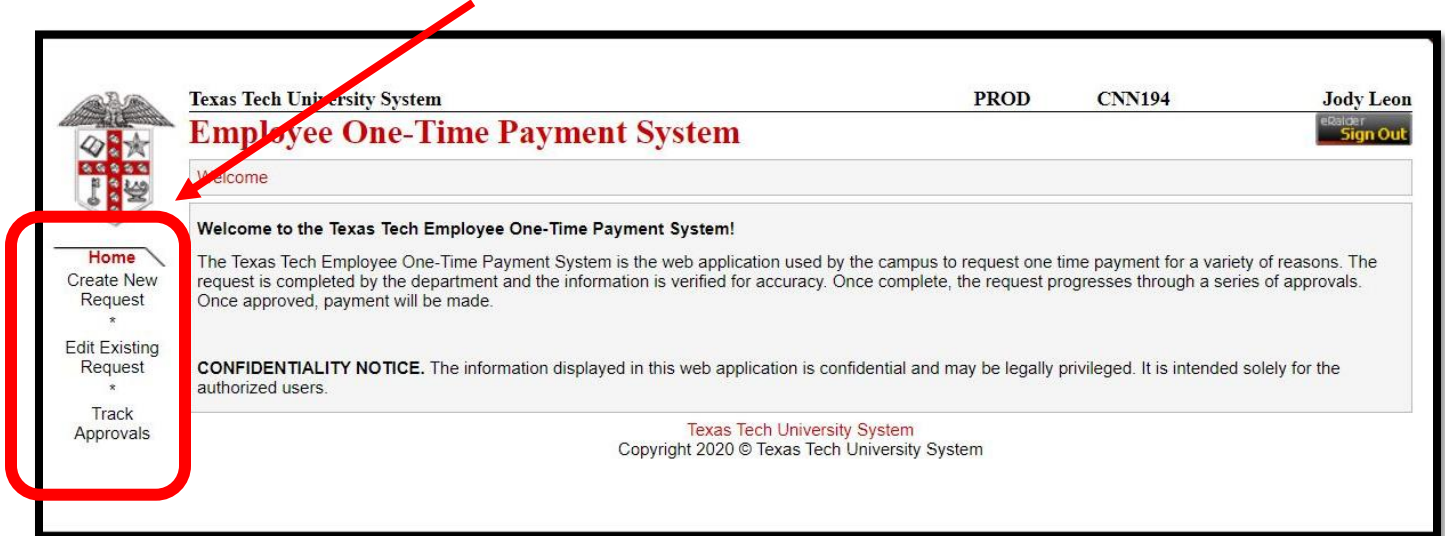 Texas Tech University System PROD CNN194 Jody Leon
Employee One-Time Payment System
eRaider
Sign Out
Welcome
Home
Create New
Request
*
Edit Existing
Request
*
Track
Approvals
Welcome to the Texas Tech Employee One-Time Payment System!
The Texas Tech Employee One-Time Payment System is the web application used by the campus to request one time payment for a variety of reasons. The
request is completed by the department and the information is verified for accuracy. Once complete, the request progresses through a series of approvals.
Once approved, payment will be made.
CONFIDENTIALITY NOTICE. The information displayed in this web application is confidential and may be legally privileged. It is intended solely for the
authorized users.
Texas Tech University System
Copyright 2020 © Texas Tech University System